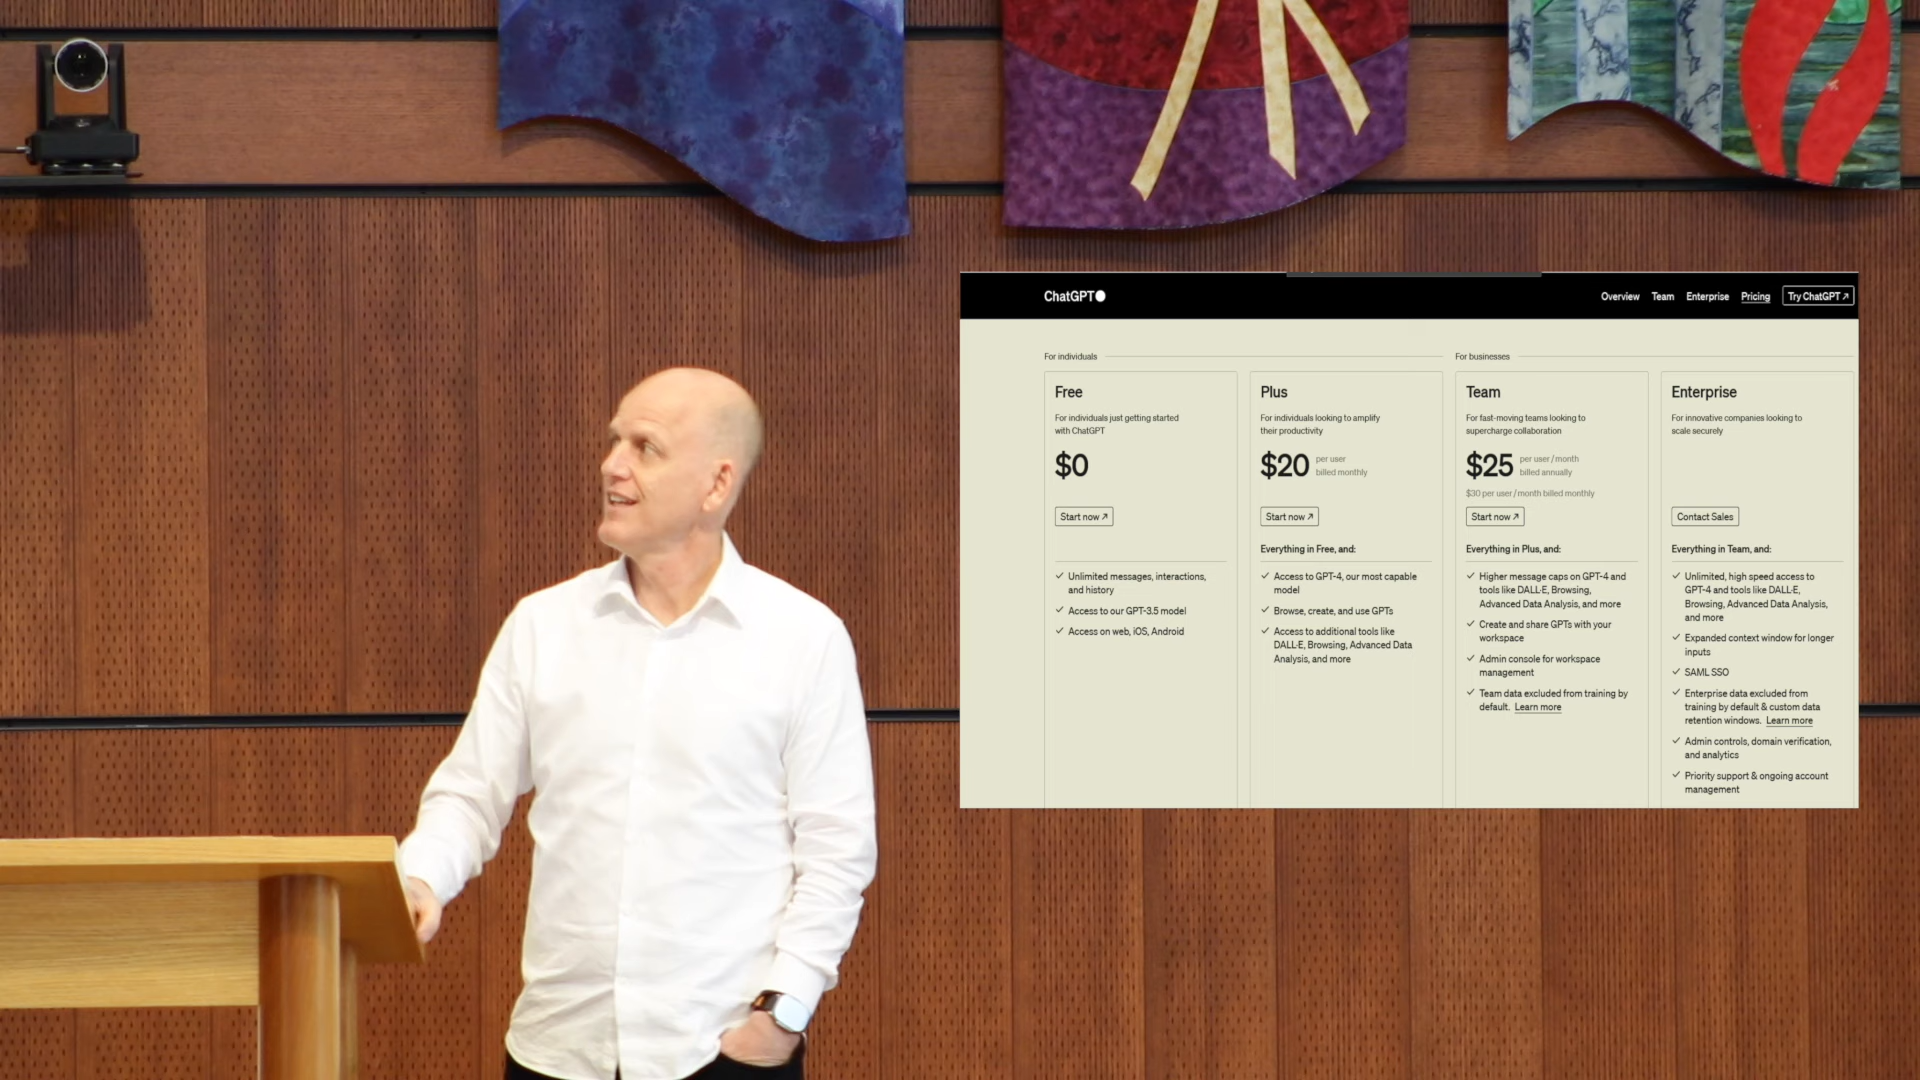 ChatGPT
Overview Team Enterprise Pricing Try ChatGPT ↗
For individuals
For businesses
Free
For individuals just getting started
with ChatGPT
$0
Start now ↗
✓ Unlimited messages, interactions,
and history
✓ Access to our GPT-3.5 model
✓ Access on web, iOS, Android
Plus
For individuals looking to amplify
their productivity
$20 per user
billed monthly
Start now ↗
Everything in Free, and:
✓ Access to GPT-4, our most capable
model
✓ Browse, create, and use GPTs
✓ Access to additional tools like
DALL·E, Browsing, Advanced Data
Analysis, and more
Team
For fast-moving teams looking to
supercharge collaboration
$25 per user / month
billed annually
$30 per user / month billed monthly
Start now ↗
Everything in Plus, and:
✓ Higher message caps on GPT-4 and
tools like DALL·E, Browsing,
Advanced Data Analysis, and more
✓ Create and share GPTs with your
workspace
✓ Admin console for workspace
management
✓ Team data excluded from training by
default. Learn more
Enterprise
For innovative companies looking to
scale securely
Contact Sales
Everything in Team, and:
✓ Unlimited, high speed access to
GPT-4 and tools like DALL·E,
Browsing, Advanced Data Analysis,
and more
✓ Expanded context window for longer
inputs
✓ SAML SSO
✓ Enterprise data excluded from
training by default & custom data
retention windows. Learn more
✓ Admin controls, domain verification,
and analytics
✓ Priority support & ongoing account
management